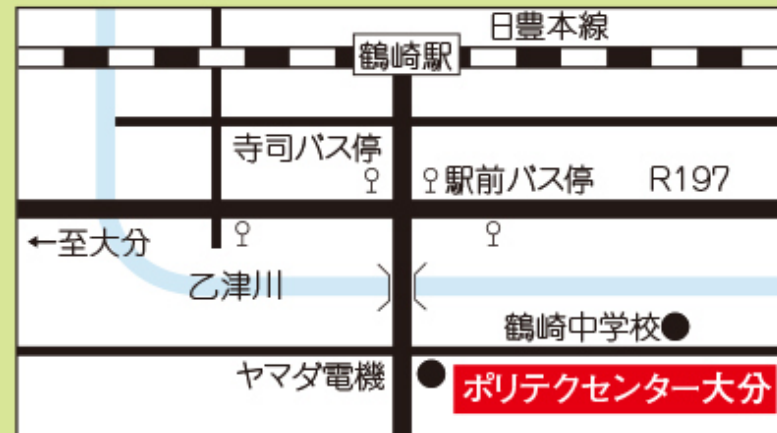 日豊本線
鶴崎駅
寺司バス停
駅前バス停
R197
←至大分
乙津川
鶴崎中学校●
ヤマダ電機
ポリテクセンター大分